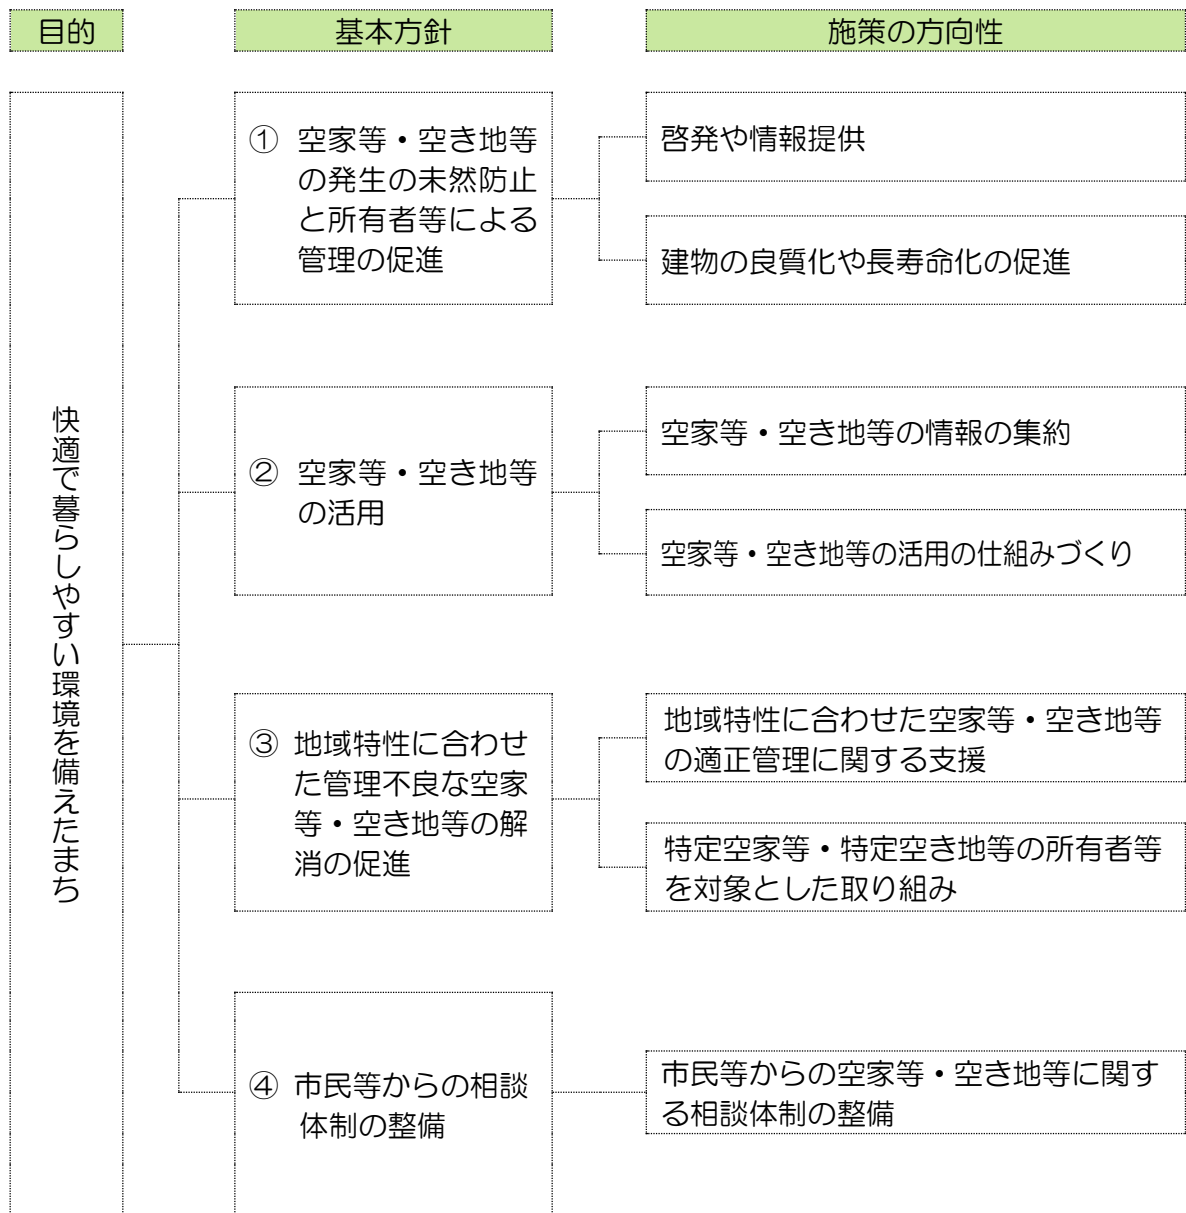 目的
基本方針
施策の方向性
快適で暮らしやすい環境を備えたまち
① 空家等・空き地等
の発生の未然防止
と所有者等による
管理の促進
啓発や情報提供
建物の良質化や長寿命化の促進
② 空家等・空き地等
の活用
空家等・空き地等の情報の集約
空家等・空き地等の活用の仕組みづくり
③ 地域特性に合わせ
た管理不良な空家
等・空き地等の解
消の促進
地域特性に合わせた空家等・空き地等
の適正管理に関する支援
特定空家等・特定空き地等の所有者等
を対象とした取り組み
④ 市民等からの相談
体制の整備
市民等からの空家等・空き地等に関す
る相談体制の整備